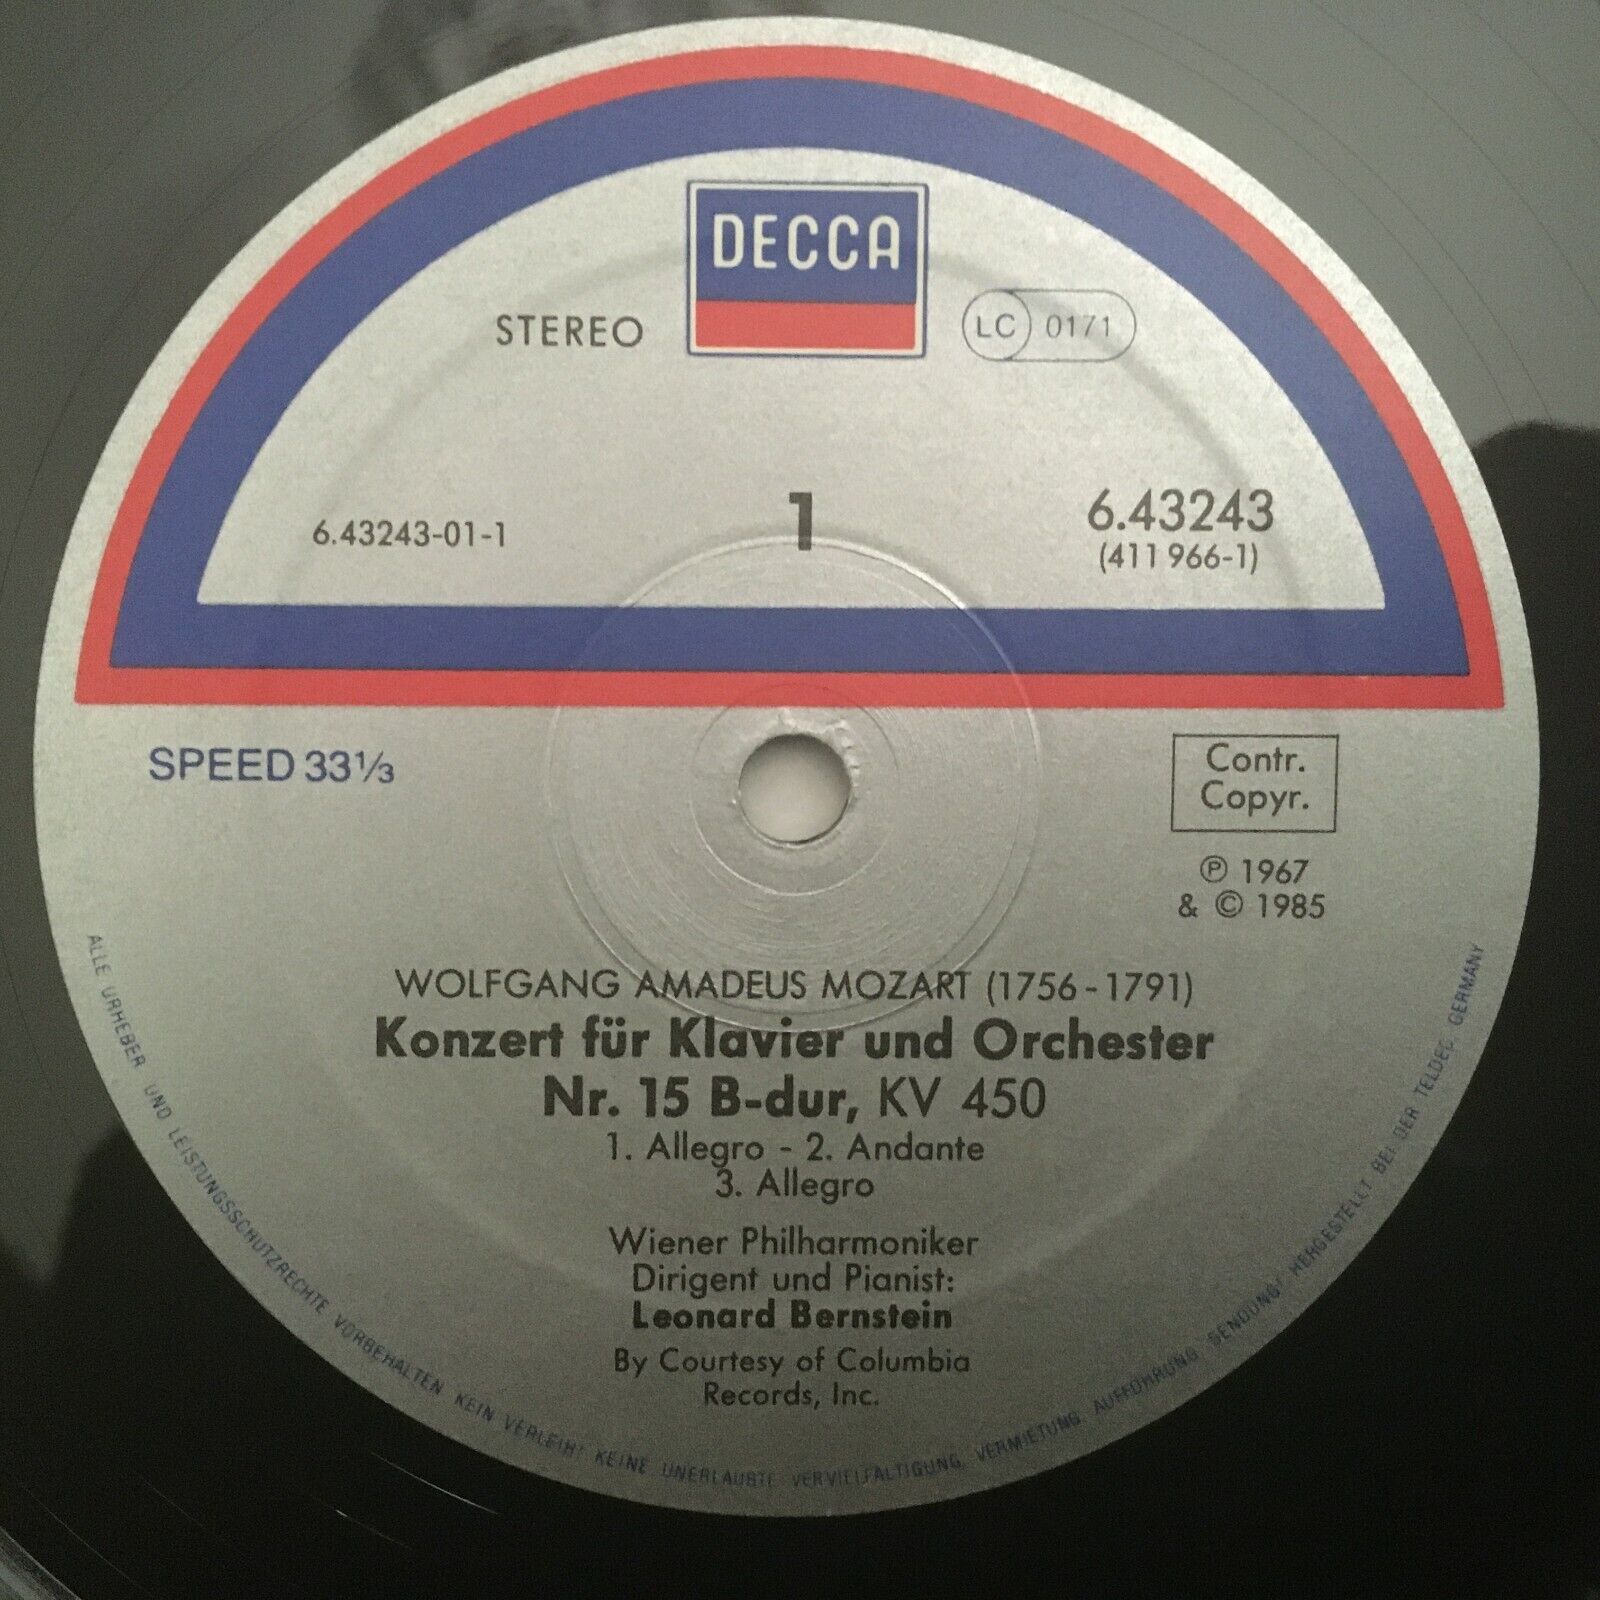 DECCA
STEREO
LC 0171
6.43243-01-1
1
6.43243
(411 966-1)
SPEED 33⅓
Contr.
Copyr.
℗ 1967
& © 1985
WOLFGANG AMADEUS MOZART (1756-1791)
Konzert für Klavier und Orchester
Nr. 15 B-dur, KV 450
1. Allegro - 2. Andante
3. Allegro
Wiener Philharmoniker
Dirigent und Pianist:
Leonard Bernstein
By Courtesy of Columbia
Records, Inc.
ALLE URHEBER UND LEISTUNGSSCHUTZRECHTE VORBEHALTEN KEIN VERLEIH! KEINE UNERLAUBTE VERVIELFÄLTIGUNG, VERMIETUNG, AUFFÜHRUNG, SENDUNG! HERGESTELLT BEI DER TELDEC GERMANY